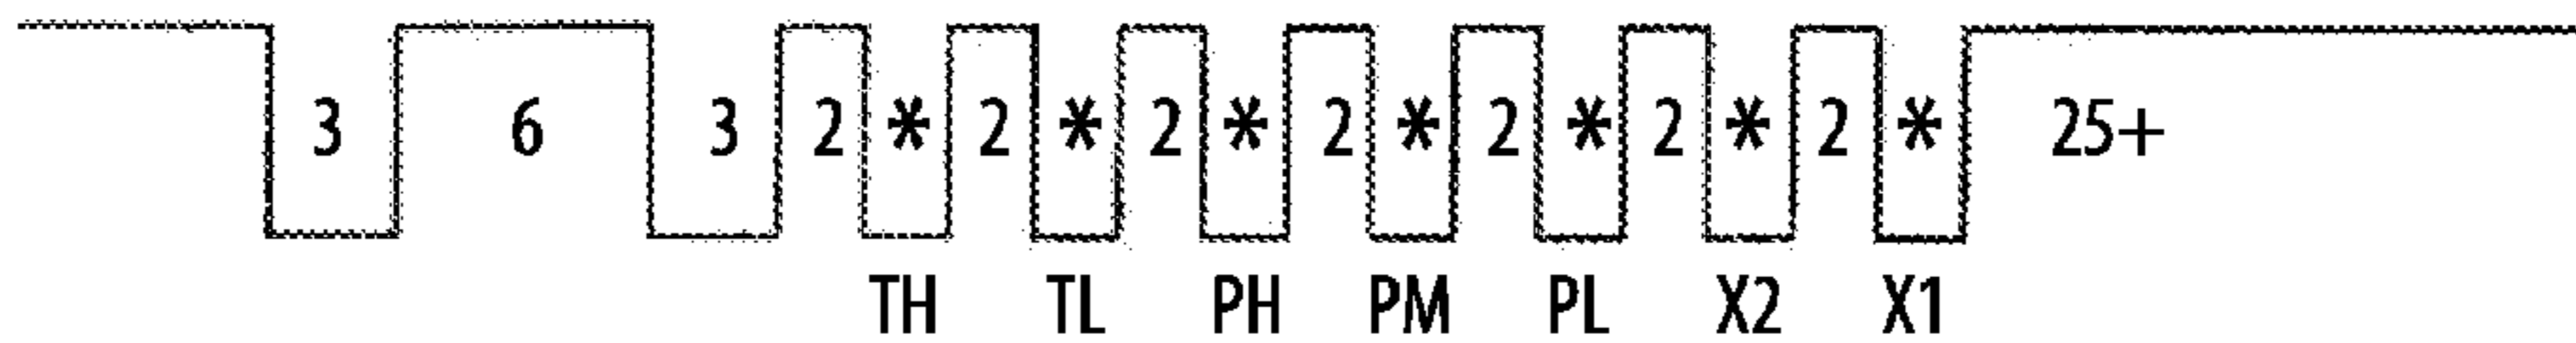 3 6 3 2 * 2 * 2 * 2 * 2 * 2 * 2 * 25+
TH TL PH PM PL X2 X1